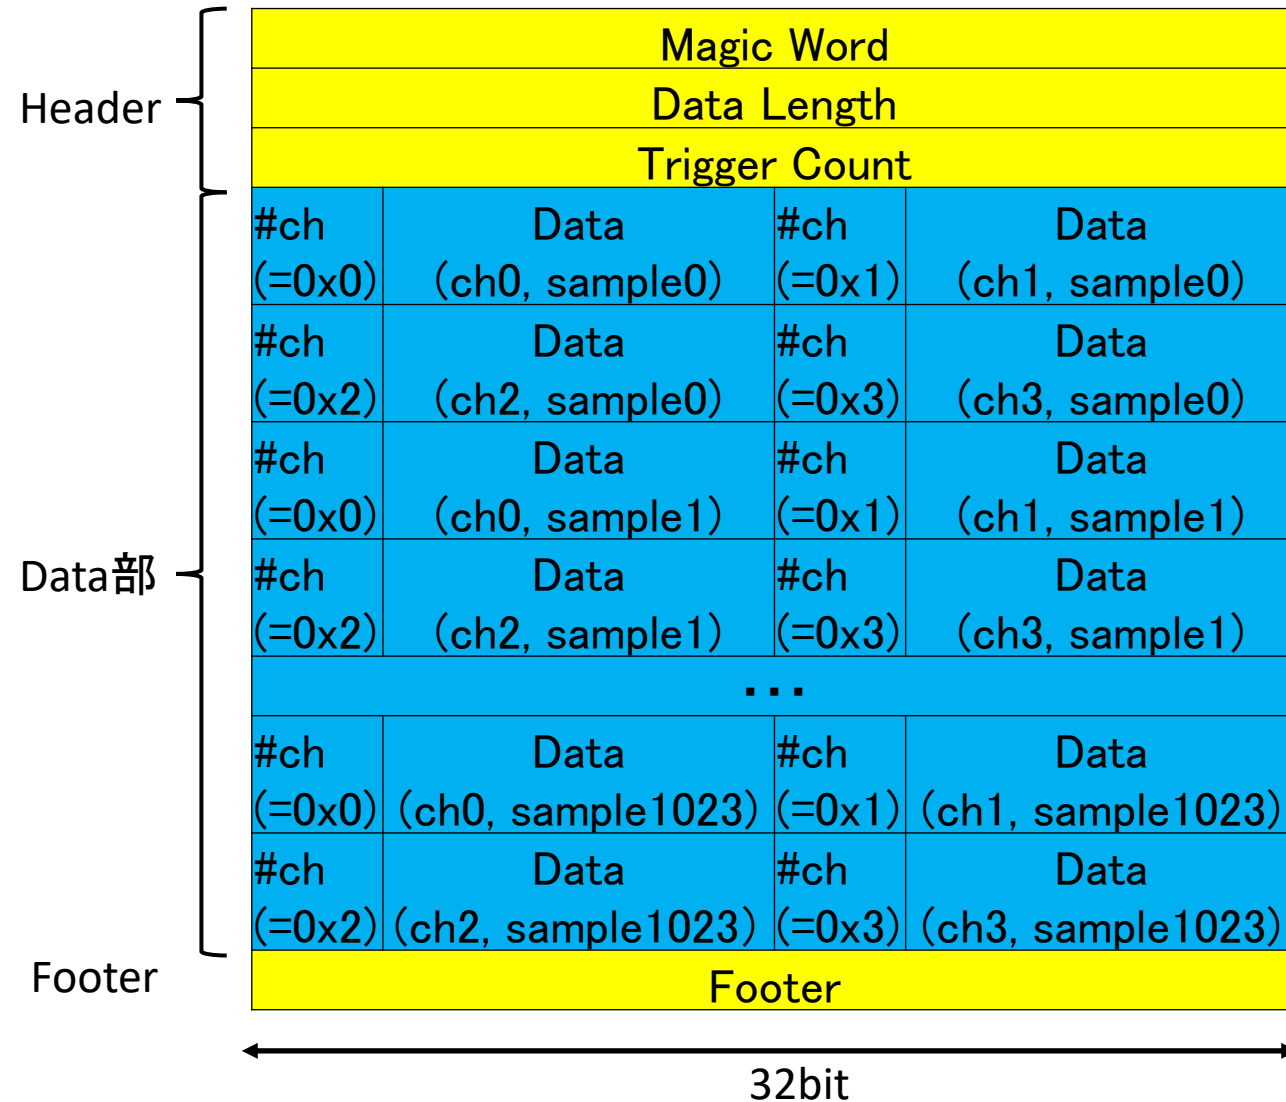 Magic Word
Header
Data Length
Trigger Count
#ch Data #ch Data
(=0x0) (ch0, sample0) (=0x1) (ch1, sample0)
#ch Data #ch Data
(=0x2) (ch2, sample0) (=0x3) (ch3, sample0)
#ch Data #ch Data
(=0x0) (ch0, sample1) (=0x1) (ch1, sample1)
Data部
#ch Data #ch Data
(=0x2) (ch2, sample1) (=0x3) (ch3, sample1)
...
#ch Data #ch Data
(=0x0) (ch0, sample1023) (=0x1) (ch1, sample1023)
#ch Data #ch Data
(=0x2) (ch2, sample1023) (=0x3) (ch3, sample1023)
Footer
Footer
32bit